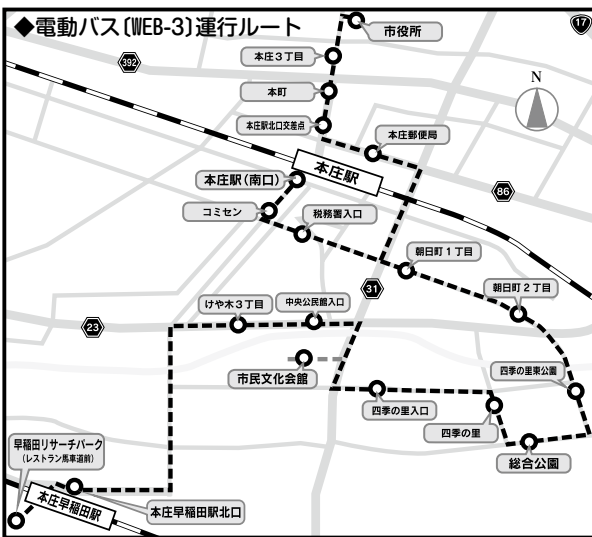 ◆電動バス〔WEB-3〕運行ルート
17
市役所
392
本庄3丁目
本町
N
本庄駅北口交差点
本庄郵便局
本庄駅
本庄駅(南口)
86
コミセン
税務署入口
朝日町1丁目
31
朝日町2丁目
けや木3丁目
中央公民館入口
23
市民文化会館
四季の里東公園
四季の里入口
四季の里
総合公園
早稲田リサーチパーク
(レストラン馬車道前)
本庄早稲田駅
本庄早稲田駅北口